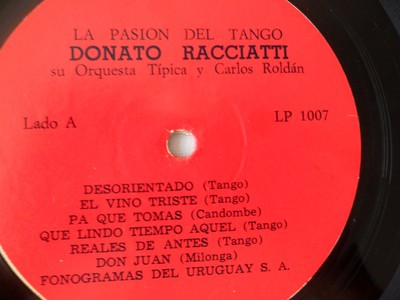 LA PASION DEL TANGO
DONATO RACCIATTI
su Orquesta Típica y Carlos Roldán
Lado A
LP 1007
DESORIENTADO (Tango)
EL VINO TRISTE (Tango)
PA QUE TOMAS (Candombe)
QUE LINDO TIEMPO AQUEL (Tango)
REALES DE ANTES (Tango)
DON JUAN (Milonga)
FONOGRAMAS DEL URUGUAY S. A.